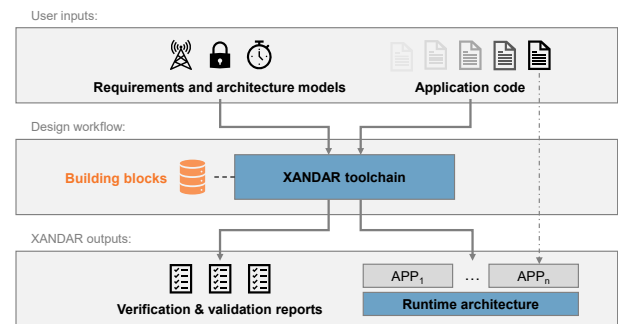 User inputs:
Requirements and architecture models
Application code
Design workflow:
Building blocks
XANDAR toolchain
XANDAR outputs:
Verification & validation reports
APP1
...
APPn
Runtime architecture